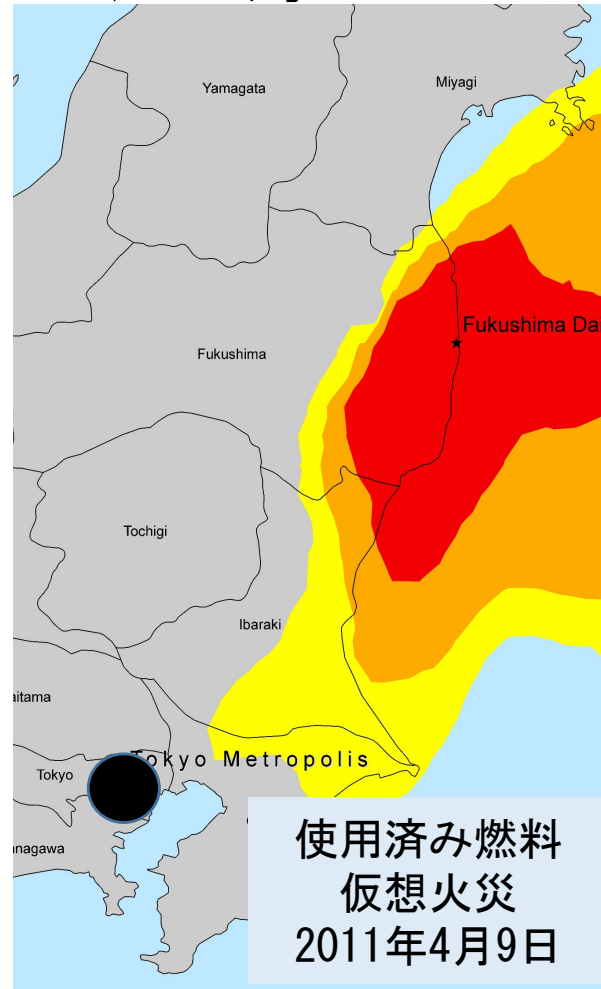 Yamagata
Miyagi
Fukushima Da
Fukushima
Tochigi
Ibaraki
aitama
Tokyo Metropolis
Tokyo
nagawa
使用済み燃料
仮想火災
2011年4月9日